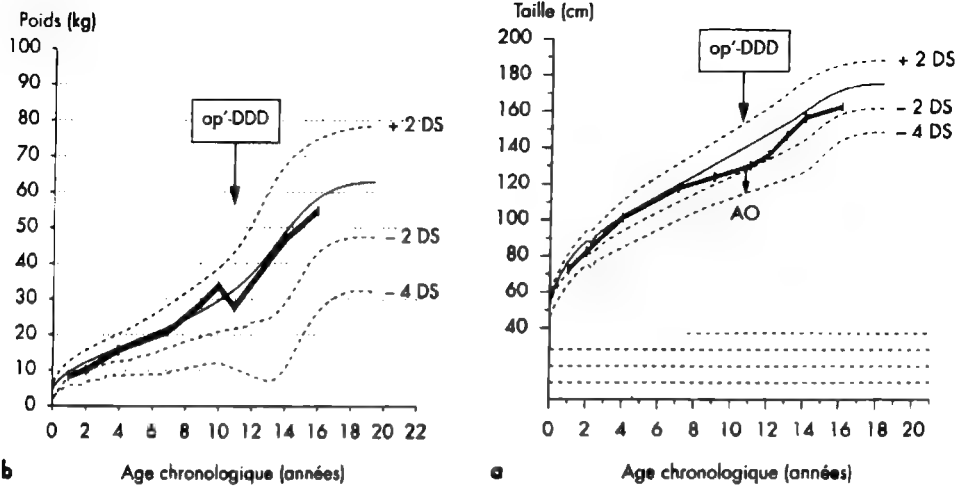 Poids (kg)
100
90
80
70
60
50
40
30
20
10
0
op'-DDD
+ 2 DS
- 2 DS
- 4 DS
0 2 4 6 8 10 12 14 16 18 20 22
b Age chronologique (années)
Taille (cm)
200
180
160
140
120
100
80
60
40
op'-DDD
+ 2 DS
- 2 DS
- 4 DS
AO
0 2 4 6 8 10 12 14 16 18 20
a Age chronologique (années)